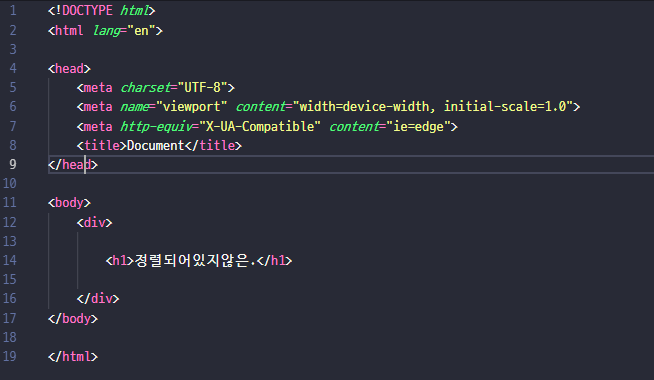 1 <!DOCTYPE html>
2 <html lang="en">
3
4 <head>
5     <meta charset="UTF-8">
6     <meta name="viewport" content="width=device-width, initial-scale=1.0">
7     <meta http-equiv="X-UA-Compatible" content="ie=edge">
8     <title>Document</title>
9 </head>
10
11 <body>
12     <div>
13
14         <h1>정렬되어있지않은.</h1>
15
16     </div>
17 </body>
18
19 </html>